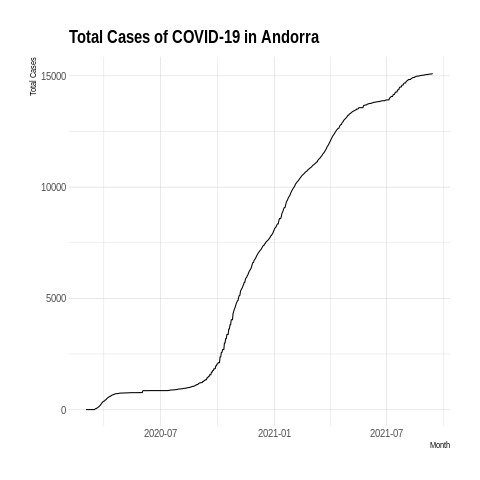 Total Cases of COVID-19 in Andorra
Total Cases
15000
10000
5000
0
2020-07
2021-01
2021-07
Month